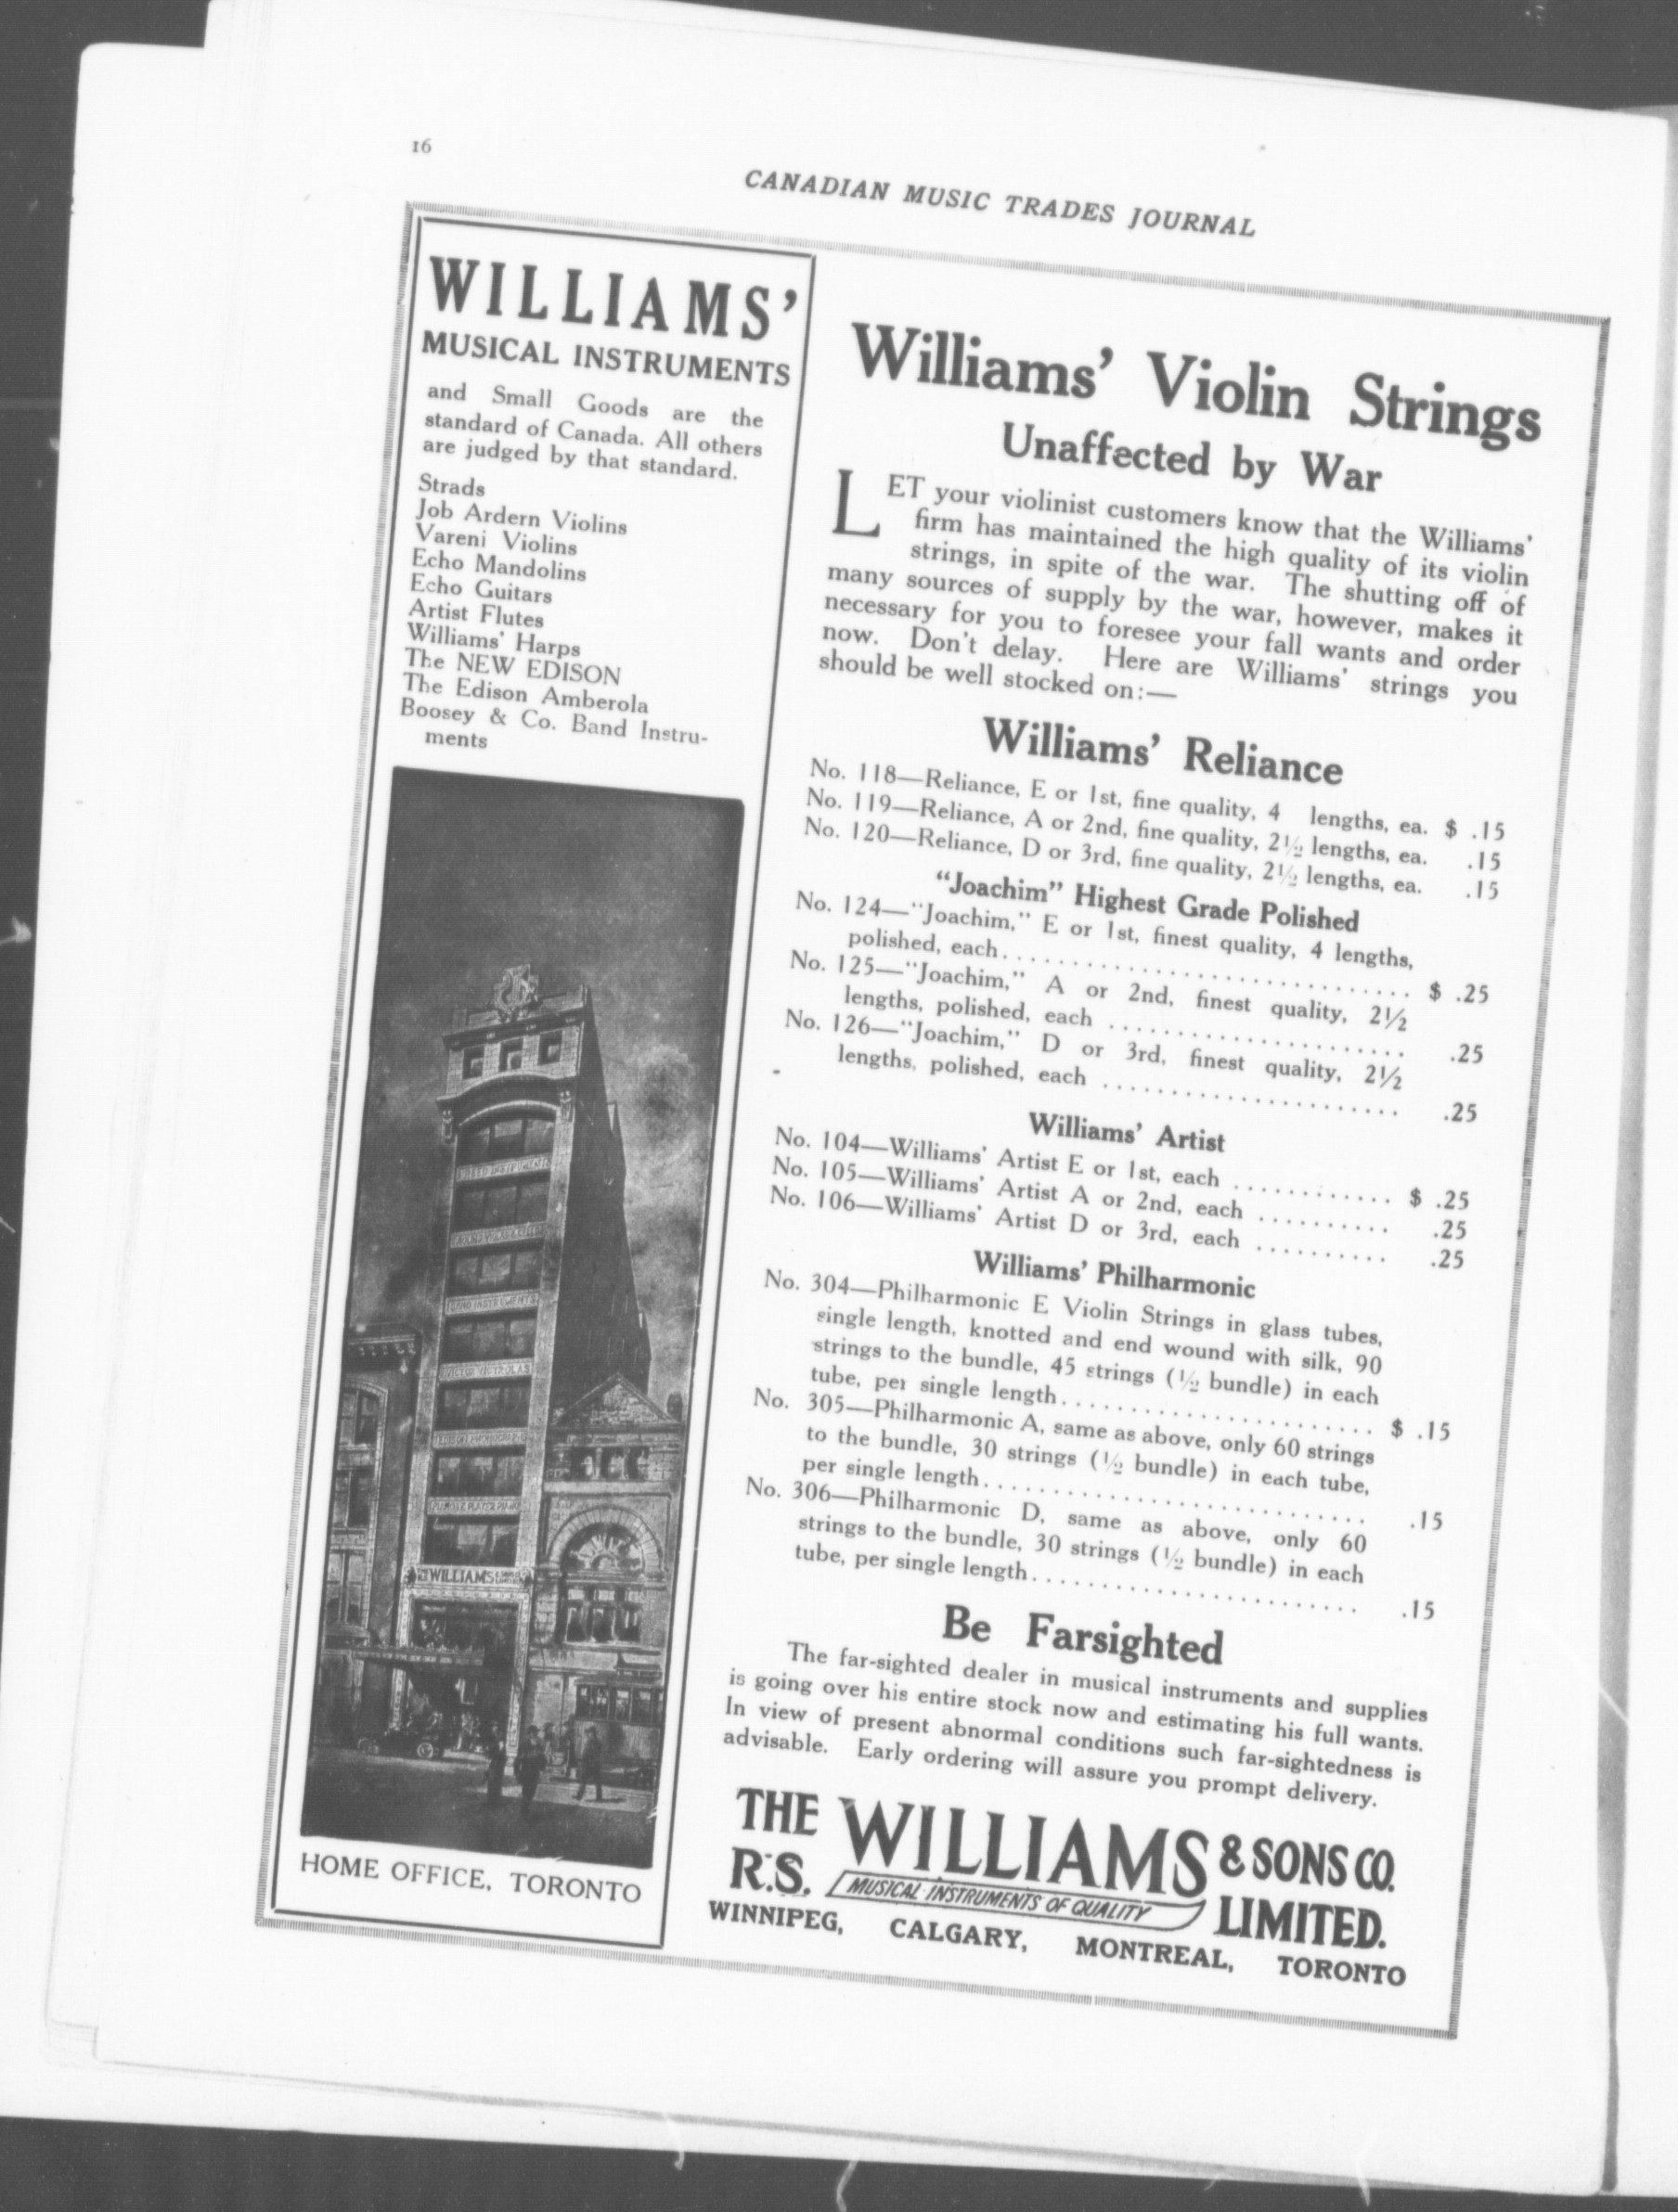 16
CANADIAN MUSIC TRADES JOURNAL
WILLIAMS'
MUSICAL INSTRUMENTS
and Small Goods are the
standard of Canada. All others
are judged by that standard.
Strads
Job Ardern Violins
Vareni Violins
Echo Mandolins
Echo Guitars
Artist Flutes
Williams' Harps
The NEW EDISON
The Edison Amberola
Boosey & Co. Band Instru-
ments
BAND INSTRUMENTS
VICTOR VICTROLAS
WILLIAMS
HOME OFFICE, TORONTO
Williams' Violin Strings
Unaffected by War
LET your violinist customers know that the Williams'
firm has maintained the high quality of its violin
strings, in spite of the war. The shutting off of
many sources of supply by the war, however, makes it
necessary for you to foresee your fall wants and order
now. Don't delay. Here are Williams' strings you
should be well stocked on:—
Williams' Reliance
No. 118—Reliance, E or 1st, fine quality, 4 lengths, ea. $ .15
No. 119—Reliance, A or 2nd, fine quality, 2½ lengths, ea. .15
No. 120—Reliance, D or 3rd, fine quality, 2½ lengths, ea. .15
"Joachim" Highest Grade Polished
No. 124—"Joachim," E or 1st, finest quality, 4 lengths,
polished, each.............................. $ .25
No. 125—"Joachim," A or 2nd, finest quality, 2½
lengths, polished, each ...................... .25
No. 126—"Joachim," D or 3rd, finest quality, 2½
lengths, polished, each ...................... .25
Williams' Artist
No. 104—Williams' Artist E or 1st, each ............ $ .25
No. 105—Williams' Artist A or 2nd, each .......... .25
No. 106—Williams' Artist D or 3rd, each .......... .25
Williams' Philharmonic
No. 304—Philharmonic E Violin Strings in glass tubes,
single length, knotted and end wound with silk, 90
strings to the bundle, 45 strings (½ bundle) in each
tube, per single length....................... $ .15
No. 305—Philharmonic A, same as above, only 60 strings
to the bundle, 30 strings (½ bundle) in each tube,
per single length............................ .15
No. 306—Philharmonic D, same as above, only 60
strings to the bundle, 30 strings (½ bundle) in each
tube, per single length........................ .15
Be Farsighted
The far-sighted dealer in musical instruments and supplies
is going over his entire stock now and estimating his full wants.
In view of present abnormal conditions such far-sightedness is
advisable. Early ordering will assure you prompt delivery.
THE R.S. WILLIAMS & SONS CO. LIMITED.
MUSICAL INSTRUMENTS OF QUALITY
WINNIPEG, CALGARY, MONTREAL, TORONTO